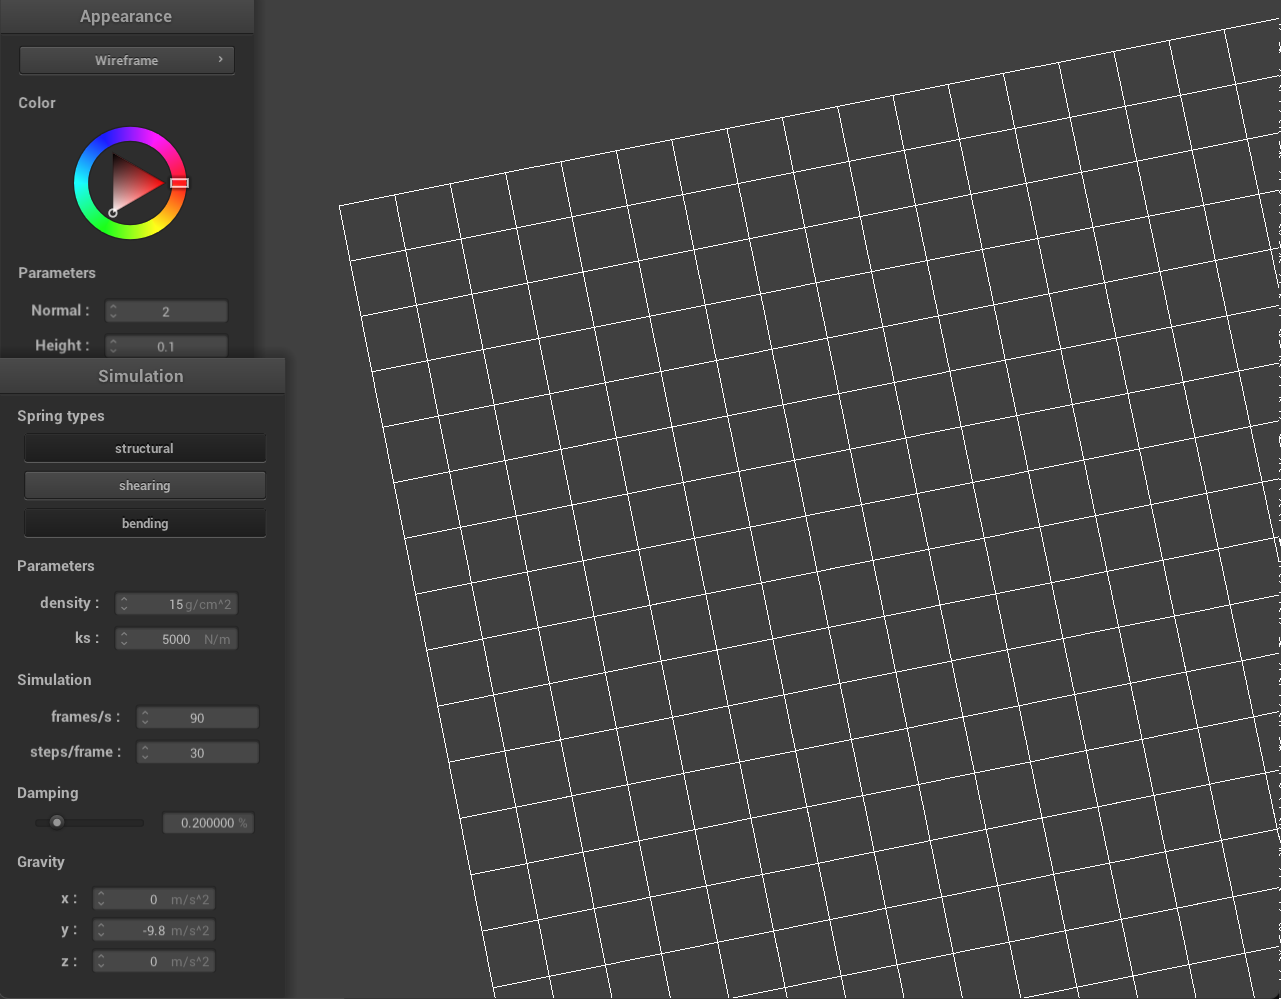 Appearance
Wireframe
Color
Parameters
Normal : 2
Height : 0.1
Simulation
Spring types
structural
shearing
bending
Parameters
density : 15 g/cm^2
ks : 5000 N/m
Simulation
frames/s : 90
steps/frame : 30
Damping
0.200000 %
Gravity
x : 0 m/s^2
y : -9.8 m/s^2
z : 0 m/s^2